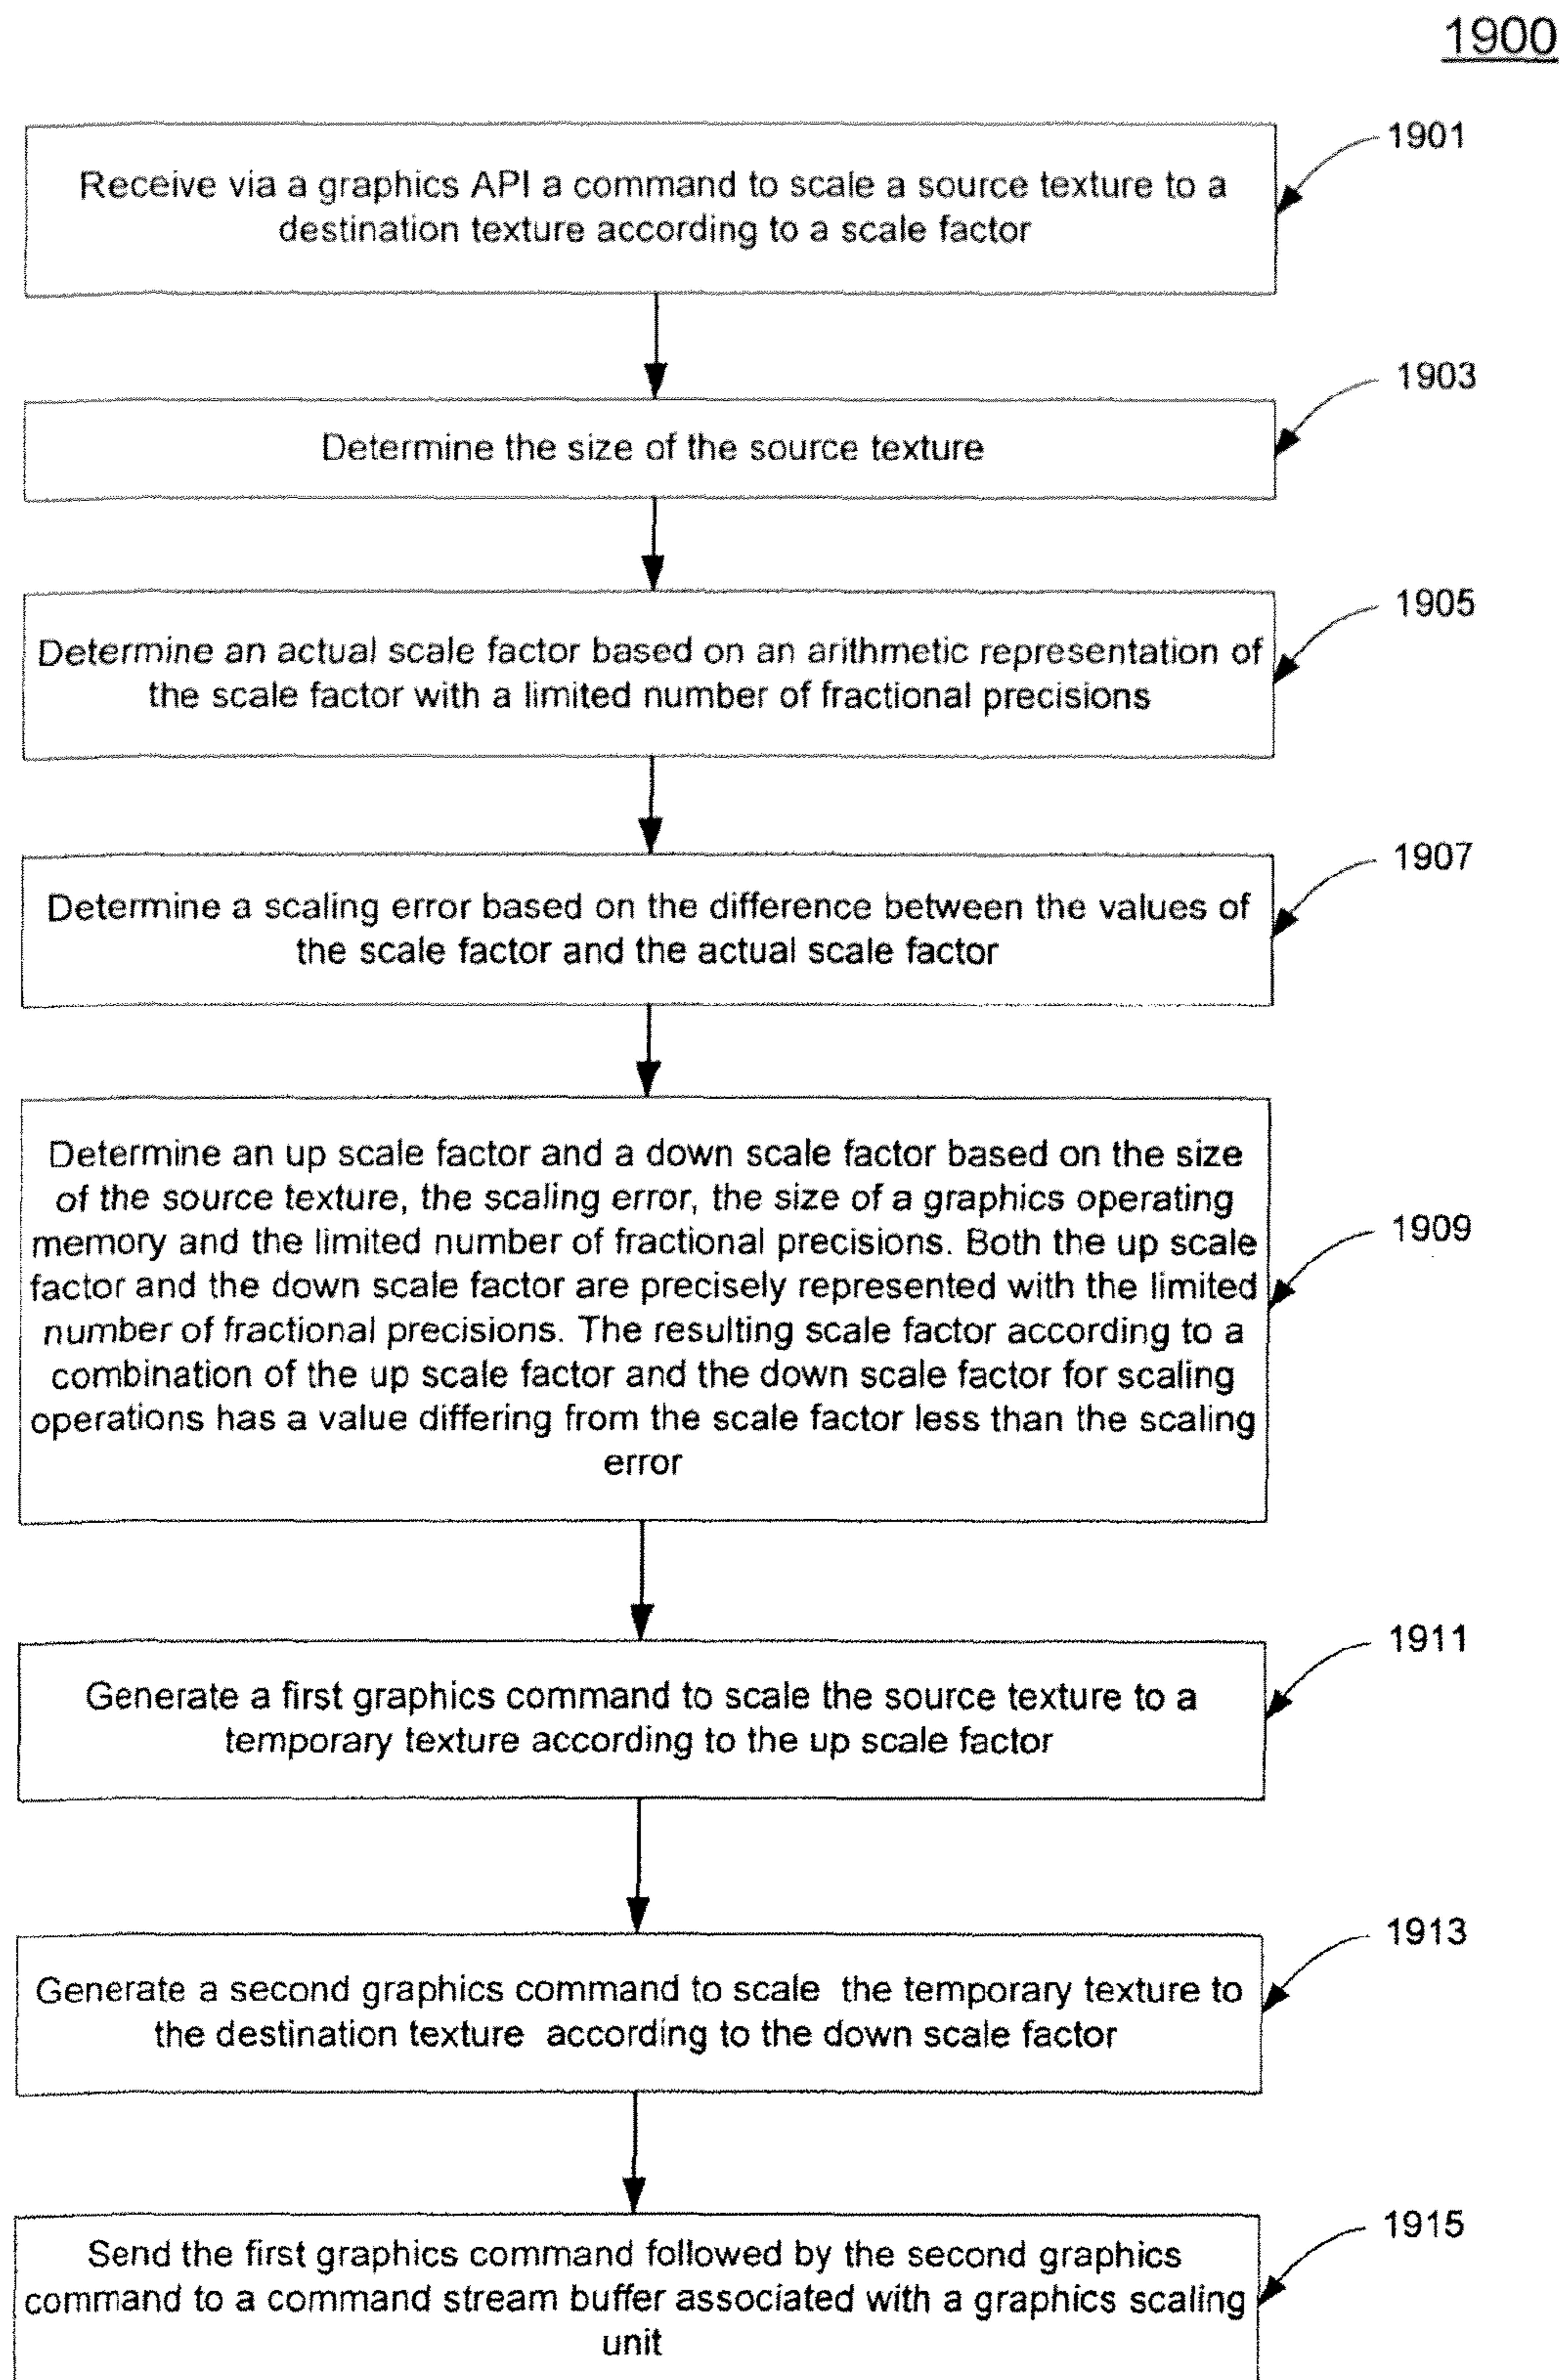 1900
1901
Receive via a graphics API a command to scale a source texture to a
destination texture according to a scale factor
1903
Determine the size of the source texture
1905
Determine an actual scale factor based on an arithmetic representation of
the scale factor with a limited number of fractional precisions
1907
Determine a scaling error based on the difference between the values of
the scale factor and the actual scale factor
1909
Determine an up scale factor and a down scale factor based on the size
of the source texture, the scaling error, the size of a graphics operating
memory and the limited number of fractional precisions. Both the up scale
factor and the down scale factor are precisely represented with the limited
number of fractional precisions. The resulting scale factor according to a
combination of the up scale factor and the down scale factor for scaling
operations has a value differing from the scale factor less than the scaling
error
1911
Generate a first graphics command to scale the source texture to a
temporary texture according to the up scale factor
1913
Generate a second graphics command to scale the temporary texture to
the destination texture according to the down scale factor
1915
Send the first graphics command followed by the second graphics
command to a command stream buffer associated with a graphics scaling
unit